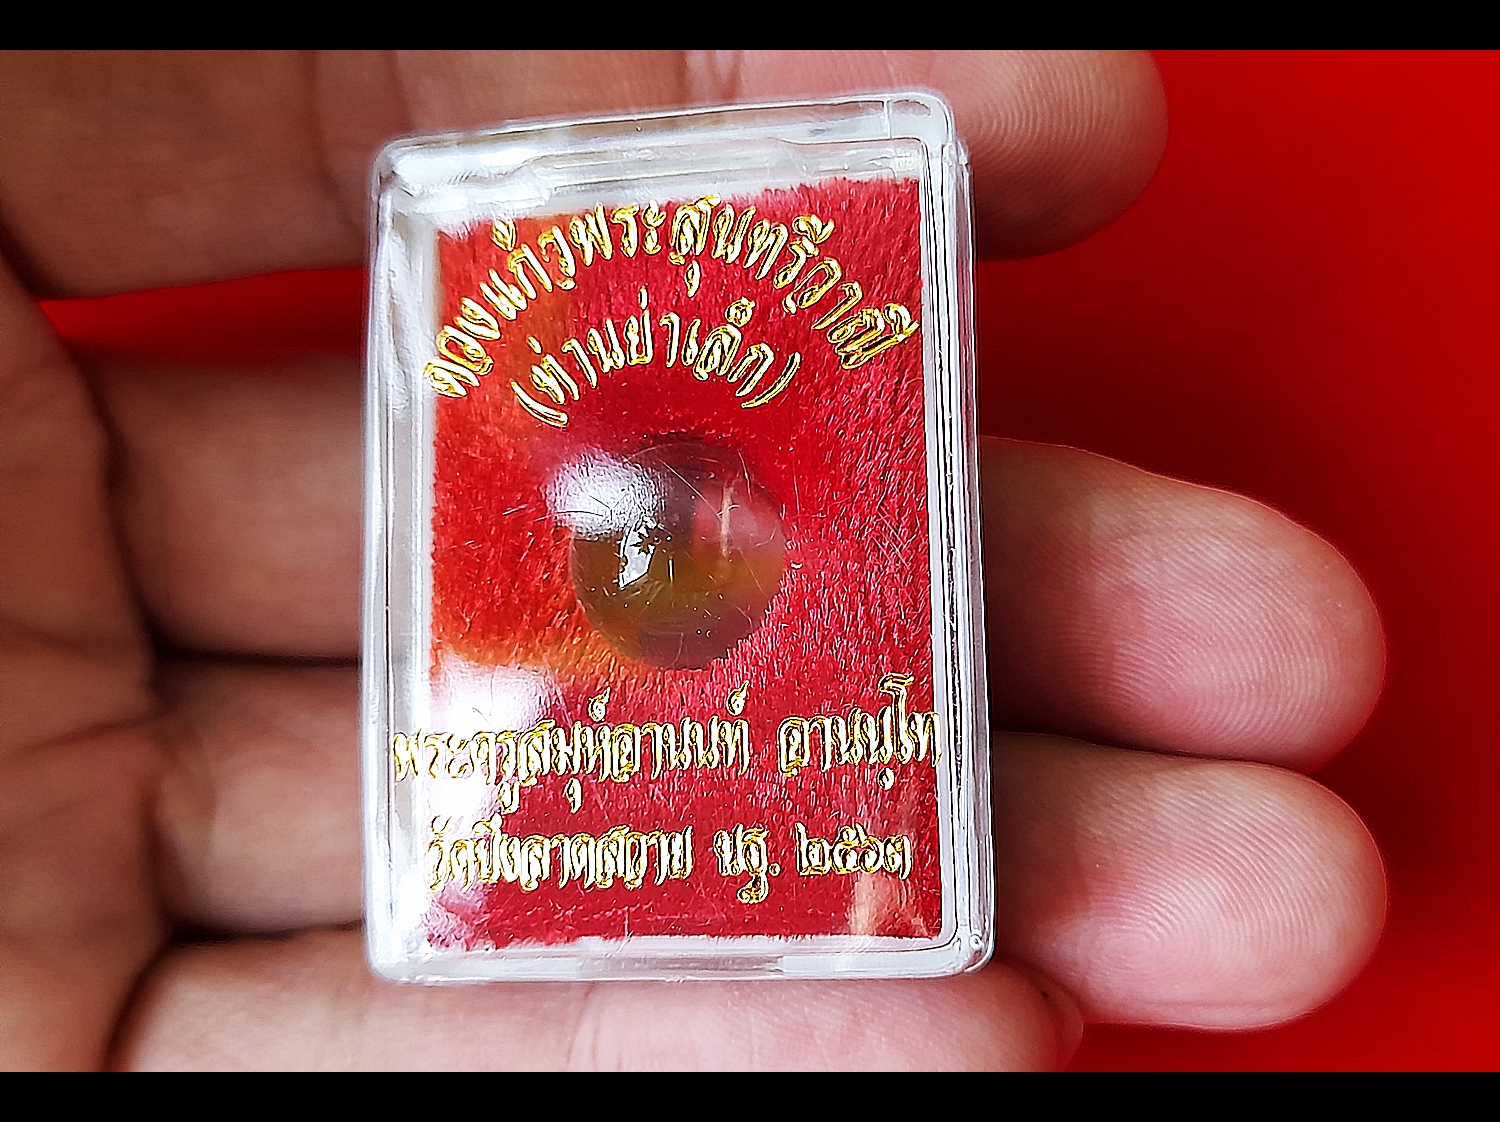 ดวงแก้วพระสุนทรีวาณี
(ท่านย่าเล็ก)
พระครูสมุห์อานนท์ อานนฺโท
วัดบึงลาดสวาย นฐ. ๒๕๖๓